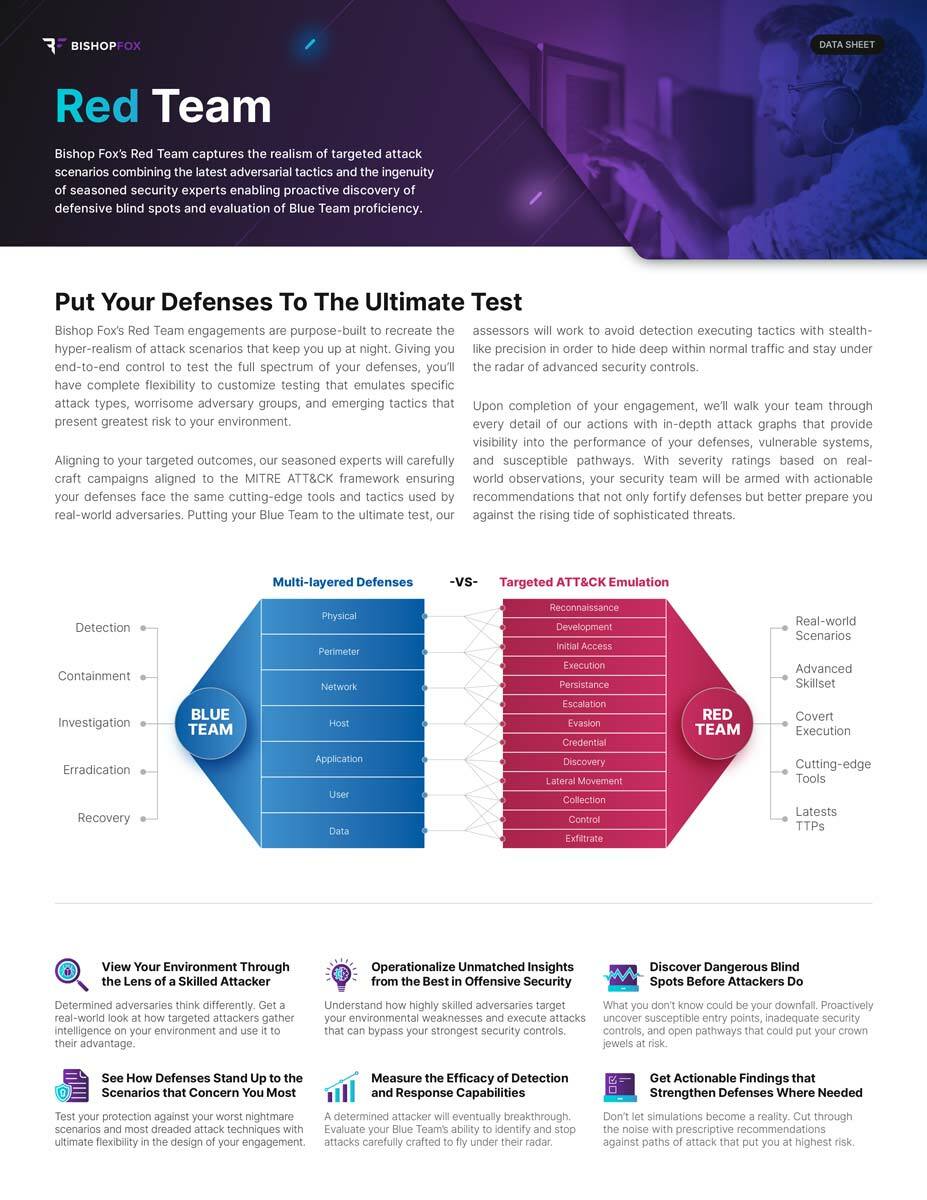 BISHOPFOX
DATA SHEET
Red Team
Bishop Fox’s Red Team captures the realism of targeted attack
scenarios combining the latest adversarial tactics and the ingenuity
of seasoned security experts enabling proactive discovery of
defensive blind spots and evaluation of Blue Team proficiency.
Put Your Defenses To The Ultimate Test
Bishop Fox’s Red Team engagements are purpose-built to recreate the
hyper-realism of attack scenarios that keep you up at night. Giving you
end-to-end control to test the full spectrum of your defenses, you’ll
have complete flexibility to customize testing that emulates specific
attack types, worrisome adversary groups, and emerging tactics that
present greatest risk to your environment.
Aligning to your targeted outcomes, our seasoned experts will carefully
craft campaigns aligned to the MITRE ATT&CK framework ensuring
your defenses face the same cutting-edge tools and tactics used by
real-world adversaries. Putting your Blue Team to the ultimate test, our
assessors will work to avoid detection executing tactics with stealth-
like precision in order to hide deep within normal traffic and stay under
the radar of advanced security controls.
Upon completion of your engagement, we’ll walk your team through
every detail of our actions with in-depth attack graphs that provide
visibility into the performance of your defenses, vulnerable systems,
and susceptible pathways. With severity ratings based on real-
world observations, your security team will be armed with actionable
recommendations that not only fortify defenses but better prepare you
against the rising tide of sophisticated threats.
Multi-layered Defenses
-VS-
Targeted ATT&CK Emulation
Detection
Containment
Investigation
Erradication
Recovery
BLUE
TEAM
Physical
Perimeter
Network
Host
Application
User
Data
Reconnaissance
Development
Initial Access
Execution
Persistance
Escalation
Evasion
Credential
Discovery
Lateral Movement
Collection
Control
Exfiltrate
RED
TEAM
Real-world
Scenarios
Advanced
Skillset
Covert
Execution
Cutting-edge
Tools
Latests
TTPs
View Your Environment Through
the Lens of a Skilled Attacker
Determined adversaries think differently. Get a
real-world look at how targeted attackers gather
intelligence on your environment and use it to
their advantage.
Operationalize Unmatched Insights
from the Best in Offensive Security
Understand how highly skilled adversaries target
your environmental weaknesses and execute attacks
that can bypass your strongest security controls.
Discover Dangerous Blind
Spots Before Attackers Do
What you don’t know could be your downfall. Proactively
uncover susceptible entry points, inadequate security
controls, and open pathways that could put your crown
jewels at risk.
See How Defenses Stand Up to the
Scenarios that Concern You Most
Test your protection against your worst nightmare
scenarios and most dreaded attack techniques with
ultimate flexibility in the design of your engagement.
Measure the Efficacy of Detection
and Response Capabilities
A determined attacker will eventually breakthrough.
Evaluate your Blue Team’s ability to identify and stop
attacks carefully crafted to fly under their radar.
Get Actionable Findings that
Strengthen Defenses Where Needed
Don’t let simulations become a reality. Cut through
the noise with prescriptive recommendations
against paths of attack that put you at highest risk.